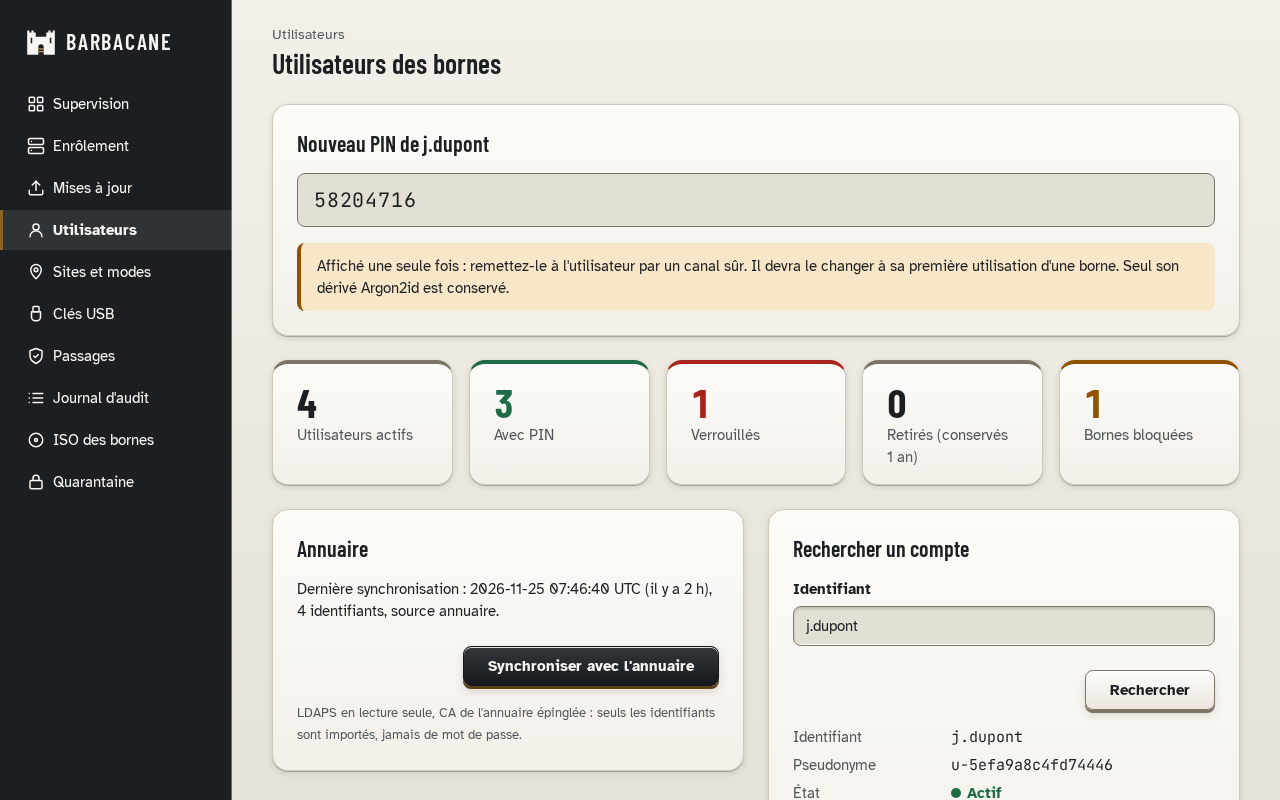 BARBACANE
Supervision
Enrôlement
Mises à jour
Utilisateurs
Sites et modes
Clés USB
Passages
Journal d'audit
ISO des bornes
Quarantaine
Utilisateurs
Utilisateurs des bornes
Nouveau PIN de j.dupont
58204716
Affiché une seule fois : remettez-le à l'utilisateur par un canal sûr. Il devra le changer à sa première utilisation d'une borne. Seul son
dérivé Argon2id est conservé.
4
Utilisateurs actifs
3
Avec PIN
1
Verrouillés
0
Retirés (conservés
1 an)
1
Bornes bloquées
Annuaire
Dernière synchronisation : 2026-11-25 07:46:40 UTC (il y a 2 h),
4 identifiants, source annuaire.
Synchroniser avec l'annuaire
LDAPS en lecture seule, CA de l'annuaire épinglée : seuls les identifiants
sont importés, jamais de mot de passe.
Rechercher un compte
Identifiant
j.dupont
Rechercher
Identifiant j.dupont
Pseudonyme u-5efa9a8c4fd74446
État Actif